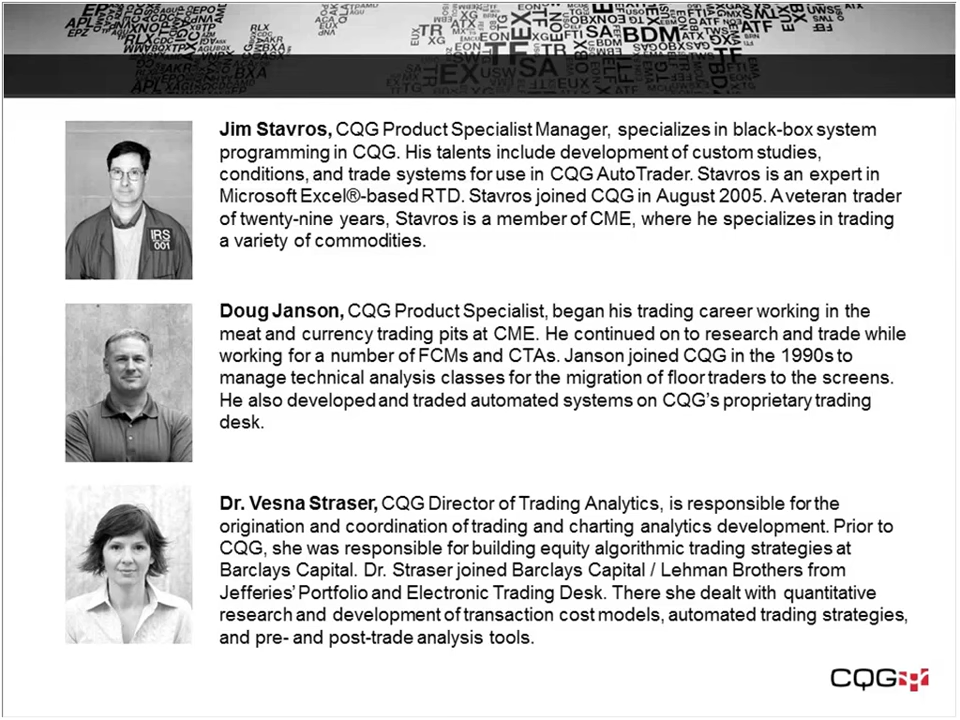 Jim Stavros, CQG Product Specialist Manager, specializes in black-box system
programming in CQG. His talents include development of custom studies,
conditions, and trade systems for use in CQG AutoTrader. Stavros is an expert in
Microsoft Excel®-based RTD. Stavros joined CQG in August 2005. A veteran trader
of twenty-nine years, Stavros is a member of CME, where he specializes in trading
a variety of commodities.
IRS
001
Doug Janson, CQG Product Specialist, began his trading career working in the
meat and currency trading pits at CME. He continued on to research and trade while
working for a number of FCMs and CTAs. Janson joined CQG in the 1990s to
manage technical analysis classes for the migration of floor traders to the screens.
He also developed and traded automated systems on CQG's proprietary trading
desk.
Dr. Vesna Straser, CQG Director of Trading Analytics, is responsible for the
origination and coordination of trading and charting analytics development. Prior to
CQG, she was responsible for building equity algorithmic trading strategies at
Barclays Capital. Dr. Straser joined Barclays Capital / Lehman Brothers from
Jefferies' Portfolio and Electronic Trading Desk. There she dealt with quantitative
research and development of transaction cost models, automated trading strategies,
and pre- and post-trade analysis tools.
CQG